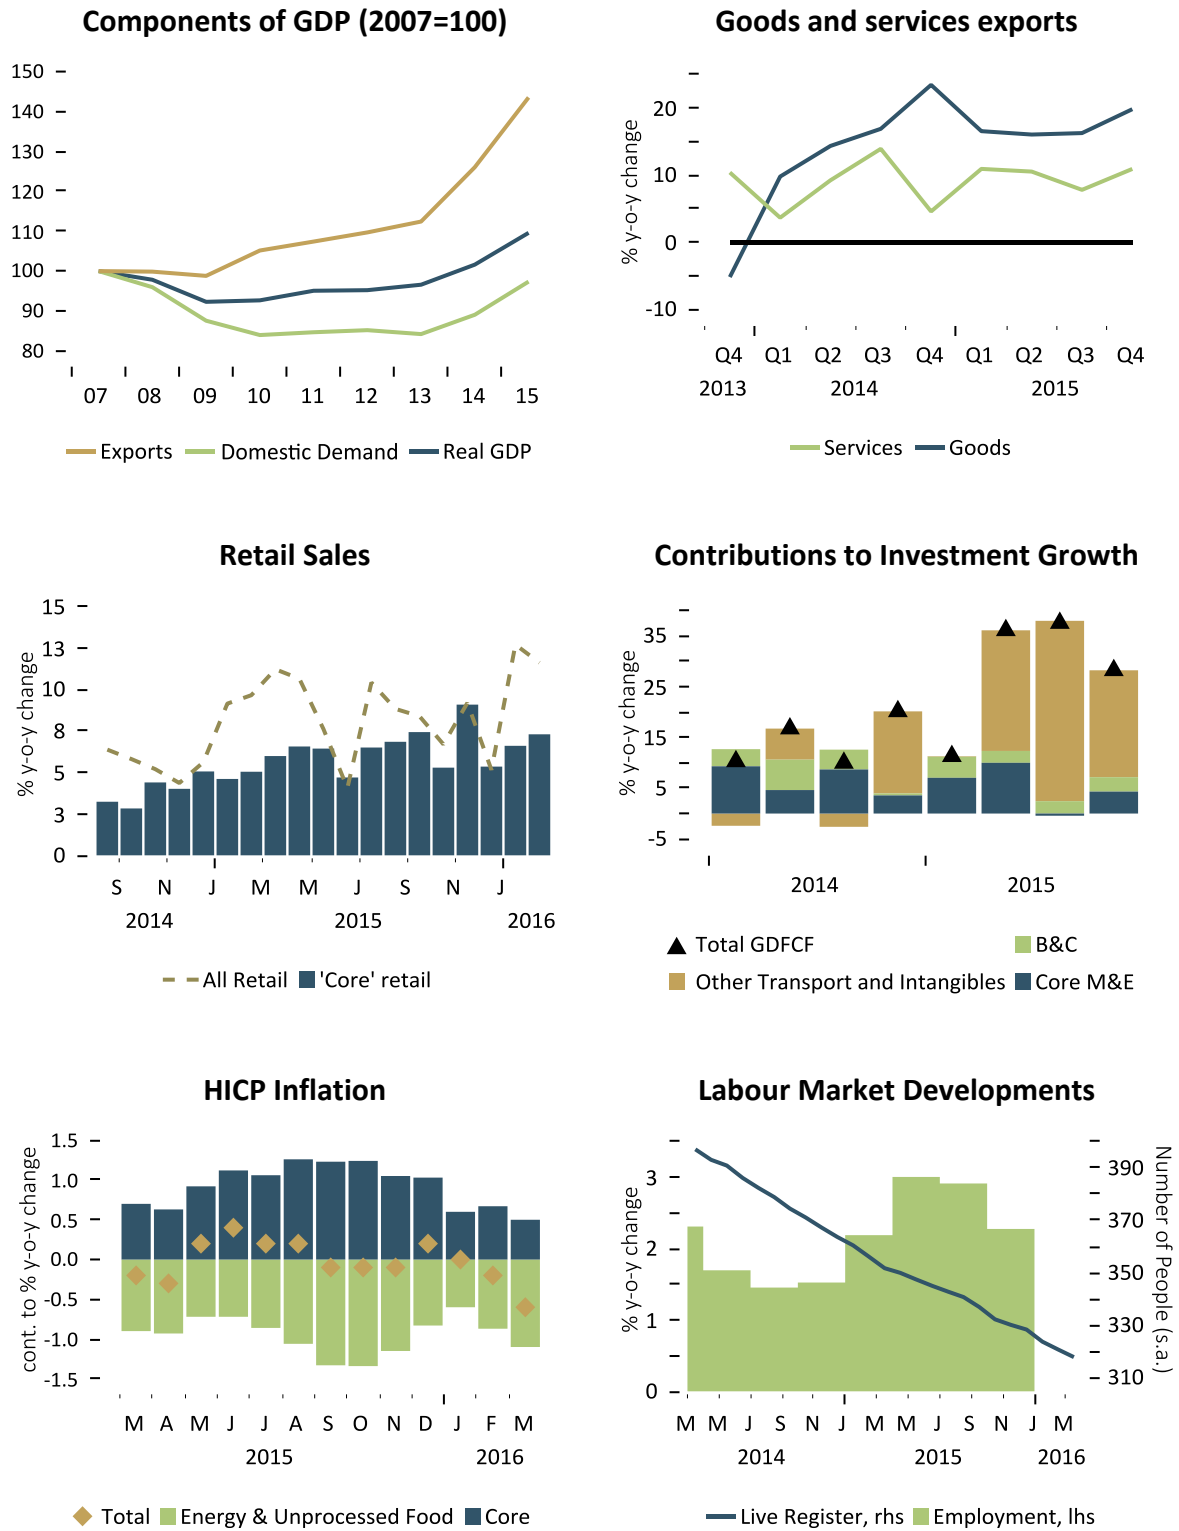 Components of GDP (2007=100)
150
140
130
120
110
100
90
80
07 08 09 10 11 12 13 14 15
Exports Domestic Demand Real GDP
Goods and services exports
% y-o-y change
20
10
0
-10
Q4 Q1 Q2 Q3 Q4 Q1 Q2 Q3 Q4
2013 2014 2015
Services Goods
Retail Sales
% y-o-y change
15
13
10
8
5
3
0
S N J M M J S N J
2014 2015 2016
All Retail 'Core' retail
Contributions to Investment Growth
% y-o-y change
35
25
15
5
-5
2014 2015
Total GDFCF B&C
Other Transport and Intangibles Core M&E
HICP Inflation
cont. to % y-o-y change
1.5
1.0
0.5
0.0
-0.5
-1.0
-1.5
M A M J J A S O N D J F M
2015 2016
Total Energy & Unprocessed Food Core
Labour Market Developments
% y-o-y change
3
2
1
0
390
370
350
330
310
Number of People (s.a.)
M M J S N J M M J S N J M
2014 2015 2016
Live Register, rhs Employment, lhs